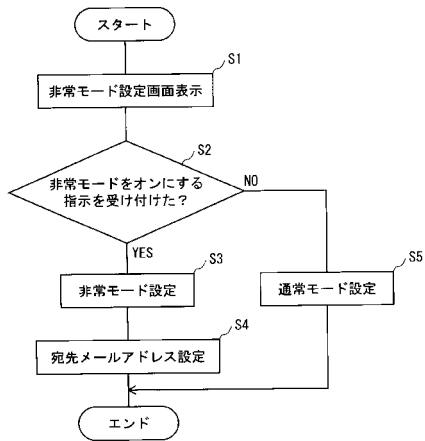 スタート
S1
非常モード設定画面表示
S2
非常モードをオンにする
指示を受け付けた?
NO
YES
S3
非常モード設定
S5
通常モード設定
S4
宛先メールアドレス設定
エンド